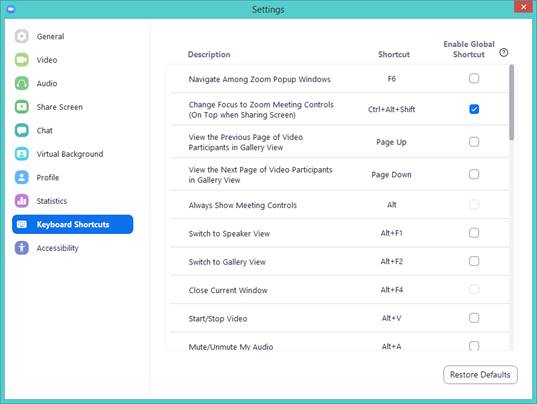 Settings
General
Video
Audio
Share Screen
Chat
Virtual Background
Profile
Statistics
Keyboard Shortcuts
Accessibility
Description Shortcut Enable Global Shortcut
Navigate Among Zoom Popup Windows F6
Change Focus to Zoom Meeting Controls
(On Top when Sharing Screen) Ctrl+Alt+Shift
View the Previous Page of Video
Participants in Gallery View Page Up
View the Next Page of Video Participants
in Gallery View Page Down
Always Show Meeting Controls Alt
Switch to Speaker View Alt+F1
Switch to Gallery View Alt+F2
Close Current Window Alt+F4
Start/Stop Video Alt+V
Mute/Unmute My Audio Alt+A
Restore Defaults